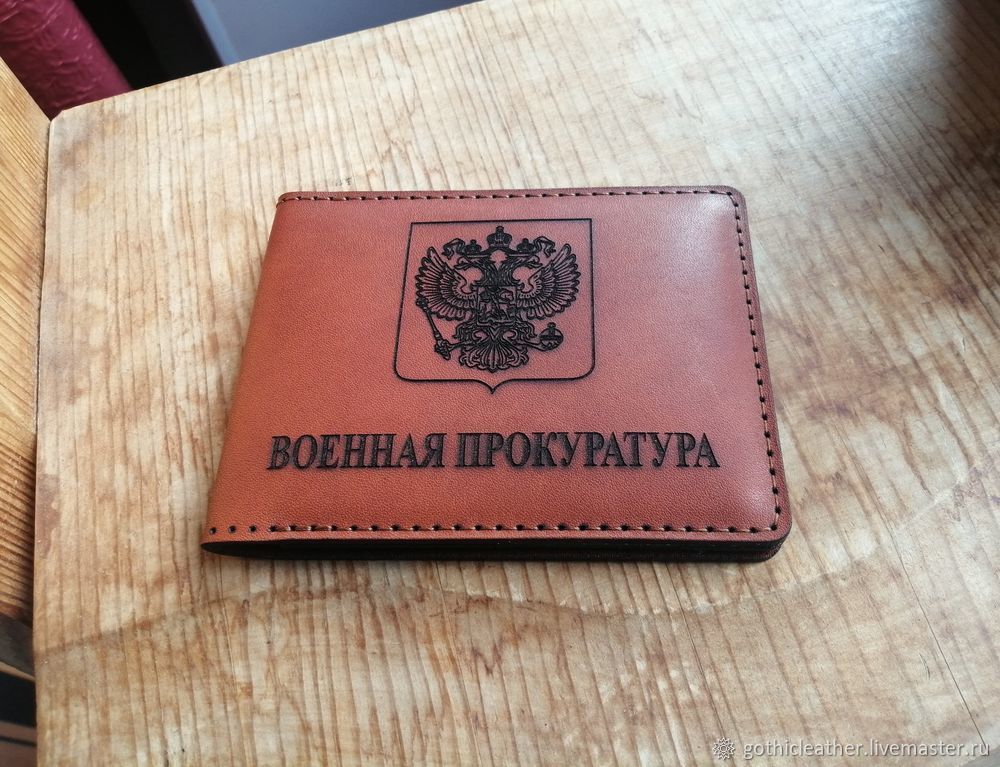 ВОЕННАЯ ПРОКУРАТУРА
gothicleather.livemaster.ru